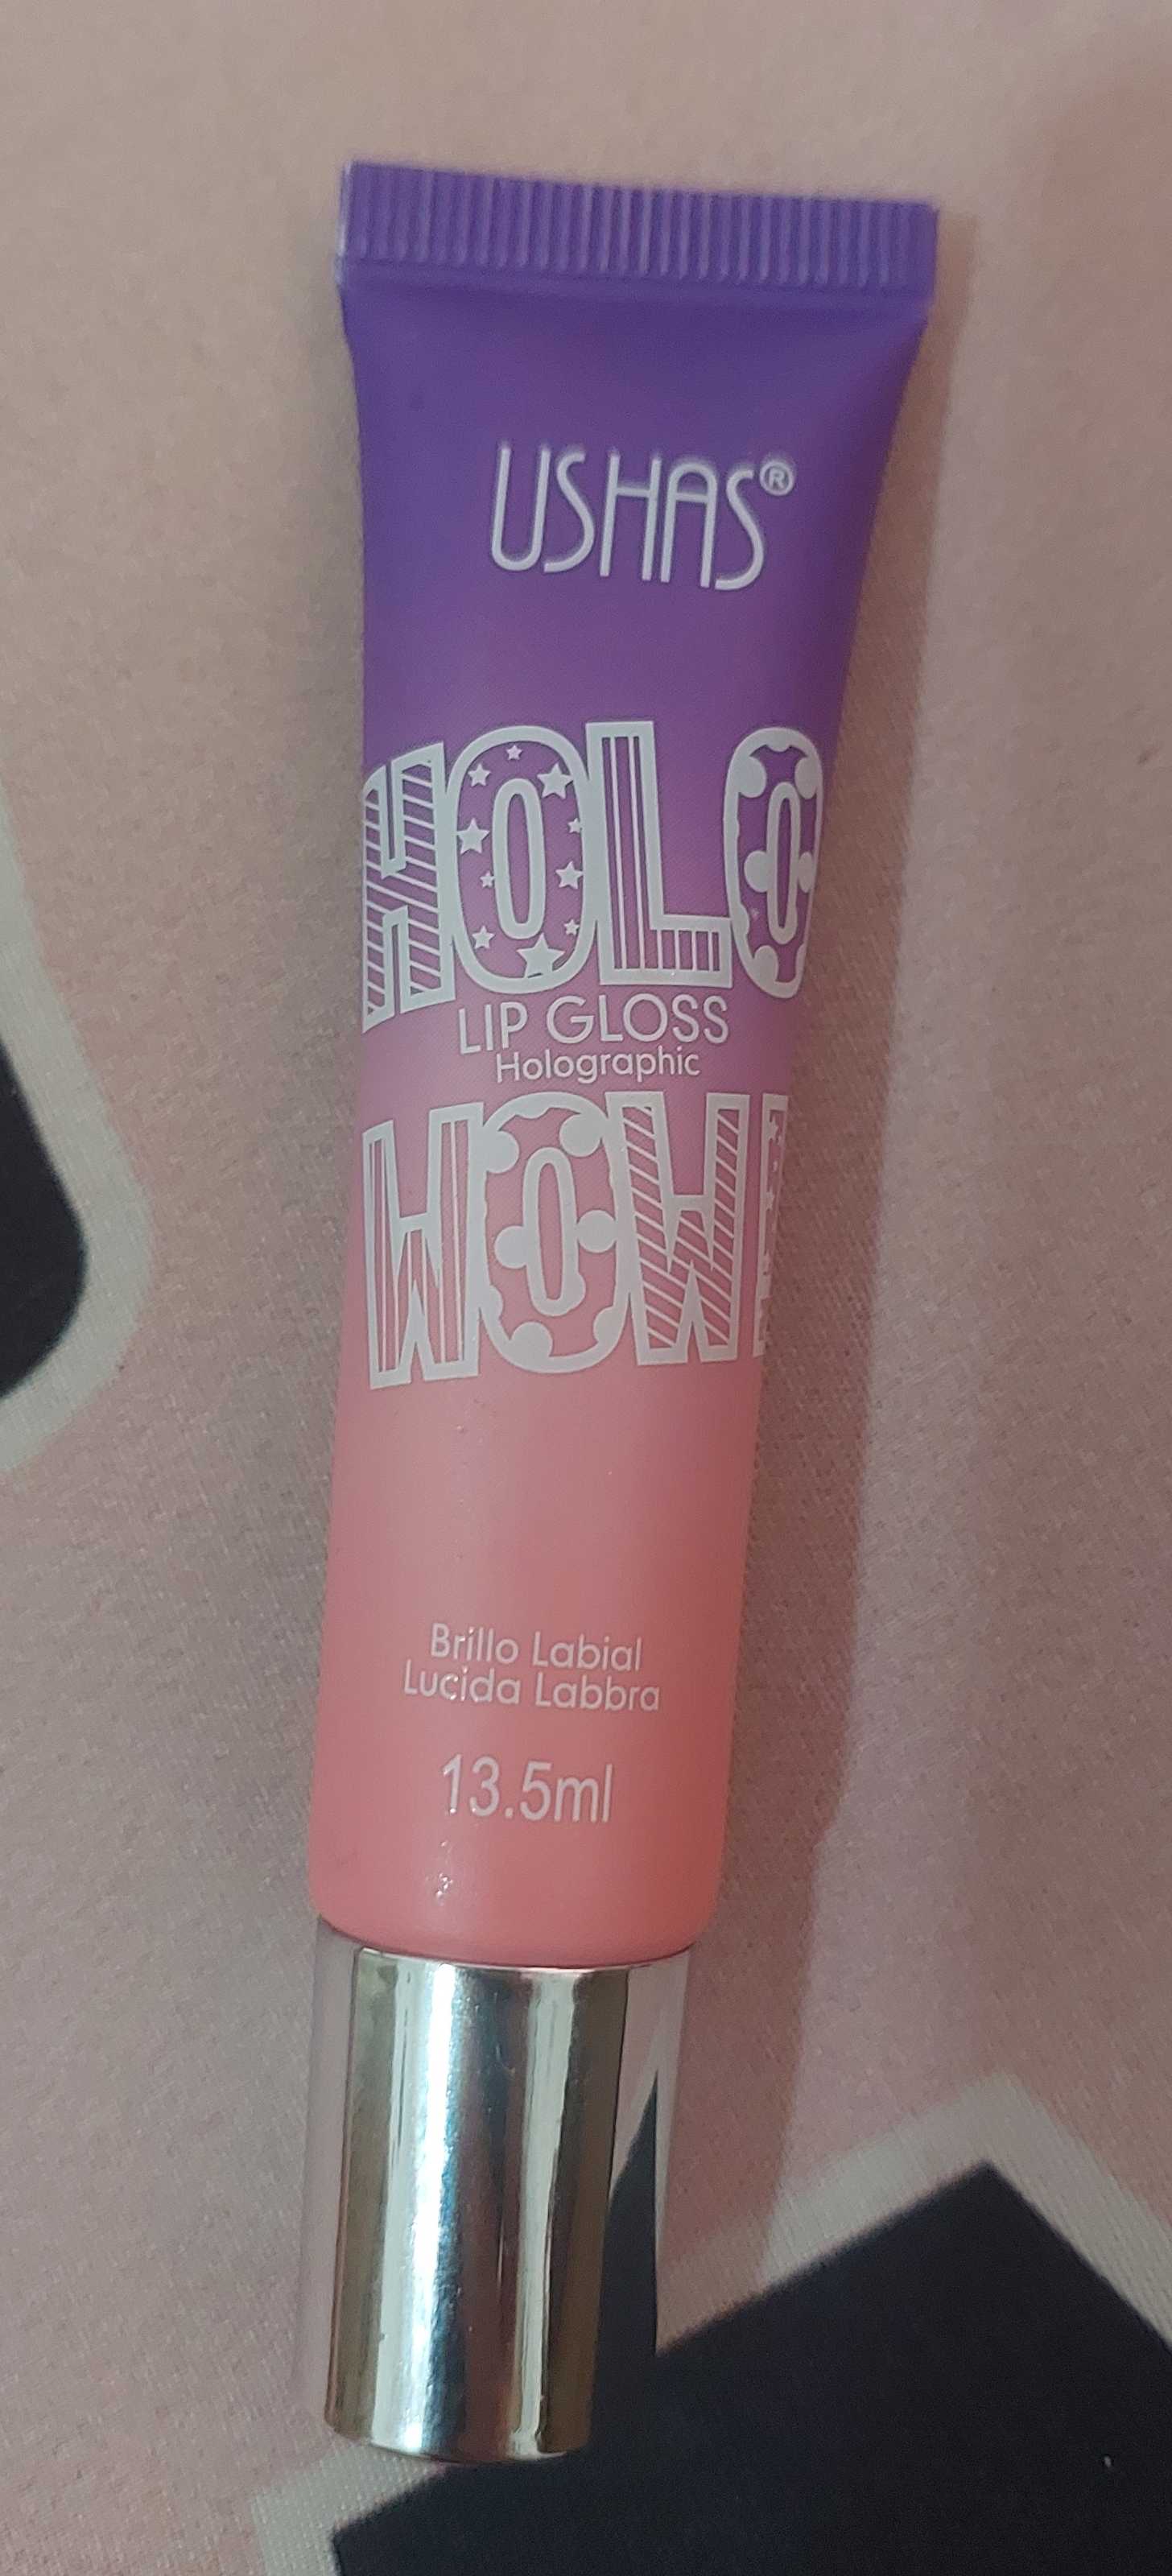 USHAS®
HOLO
LIP GLOSS
Holographic
WOW!
Brillo Labial
Lucida Labbra
13.5ml